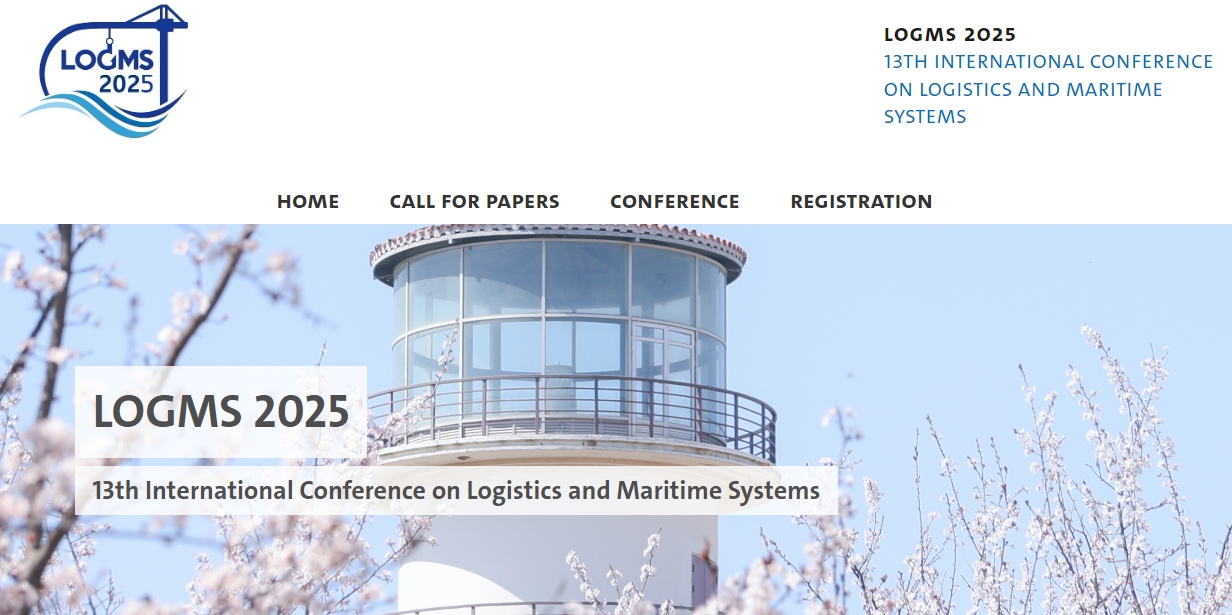 LOGMS
2025
LOGMS 2025
13TH INTERNATIONAL CONFERENCE
ON LOGISTICS AND MARITIME
SYSTEMS
HOME CALL FOR PAPERS CONFERENCE REGISTRATION
LOGMS 2025
13th International Conference on Logistics and Maritime Systems